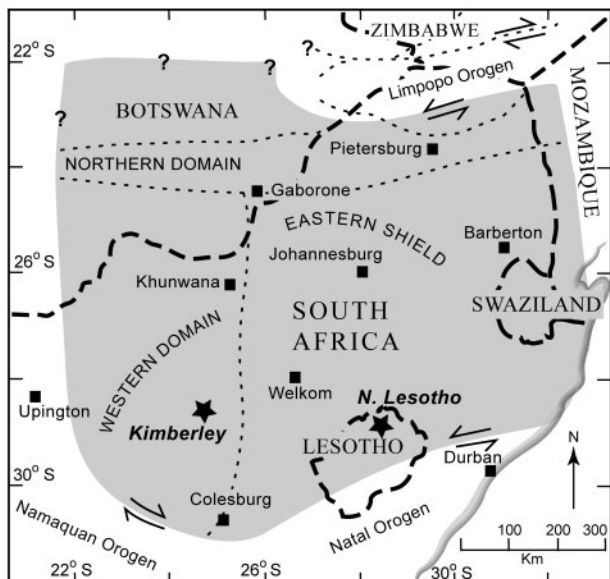 ZIMBABWE
22° S
?
?
?
Limpopo Orogen
BOTSWANA
?
MOZAMBIQUE
Pietersburg
NORTHERN DOMAIN
Gaborone
EASTERN SHIELD
Barberton
26° S
Johannesburg
Khunwana
SOUTH
AFRICA
SWAZILAND
WESTERN DOMAIN
Welkom
N. Lesotho
Upington
Kimberley
LESOTHO
N
Durban
30° S
Colesburg
Namaquan Orogen
Natal Orogen
0 100 200 300
Km
22° S
26° S
30° S